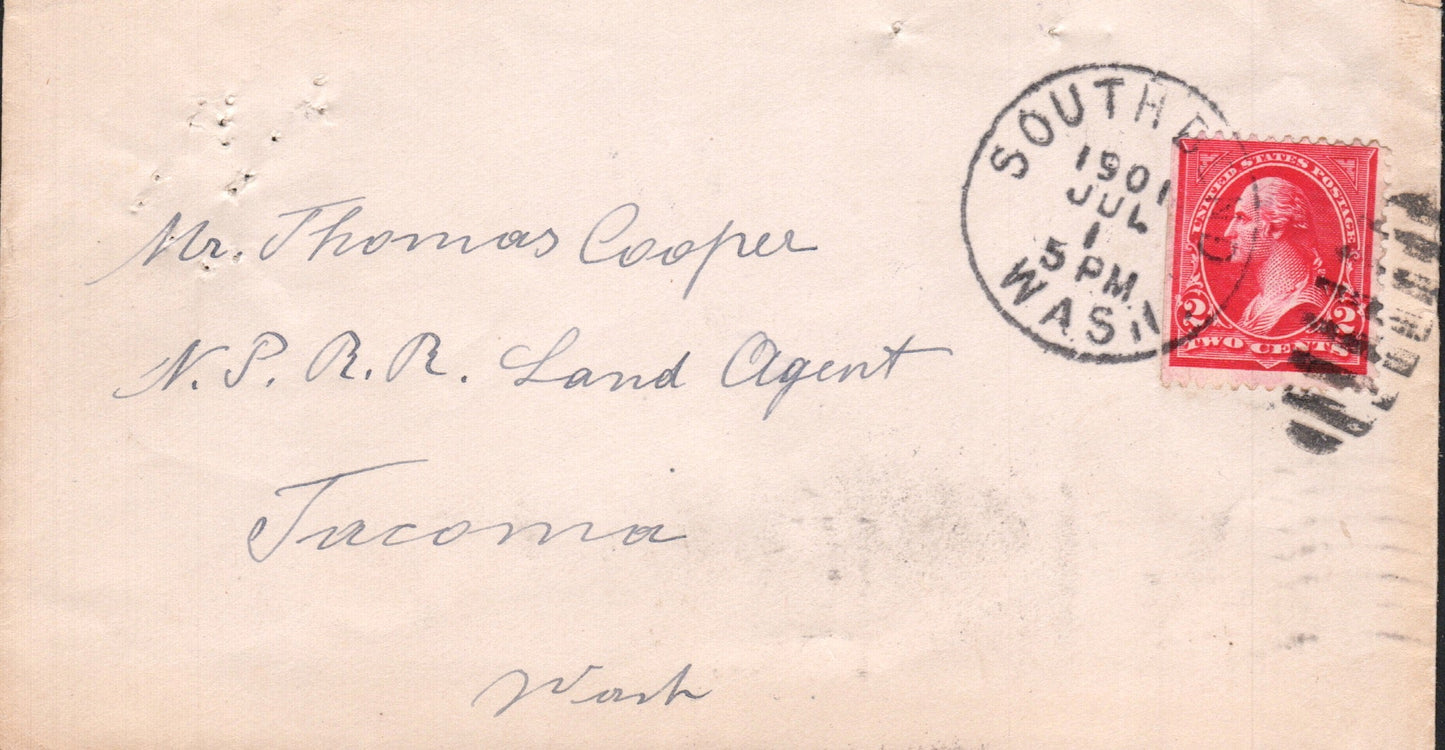 Mr. Thomas Cooper
N.P. R.R. Land Agent
Tacoma
Wash
SOUTH
1901
JUL
1
5 PM
WASH
UNITED STATES POSTAGE
2 2
TWO CENTS